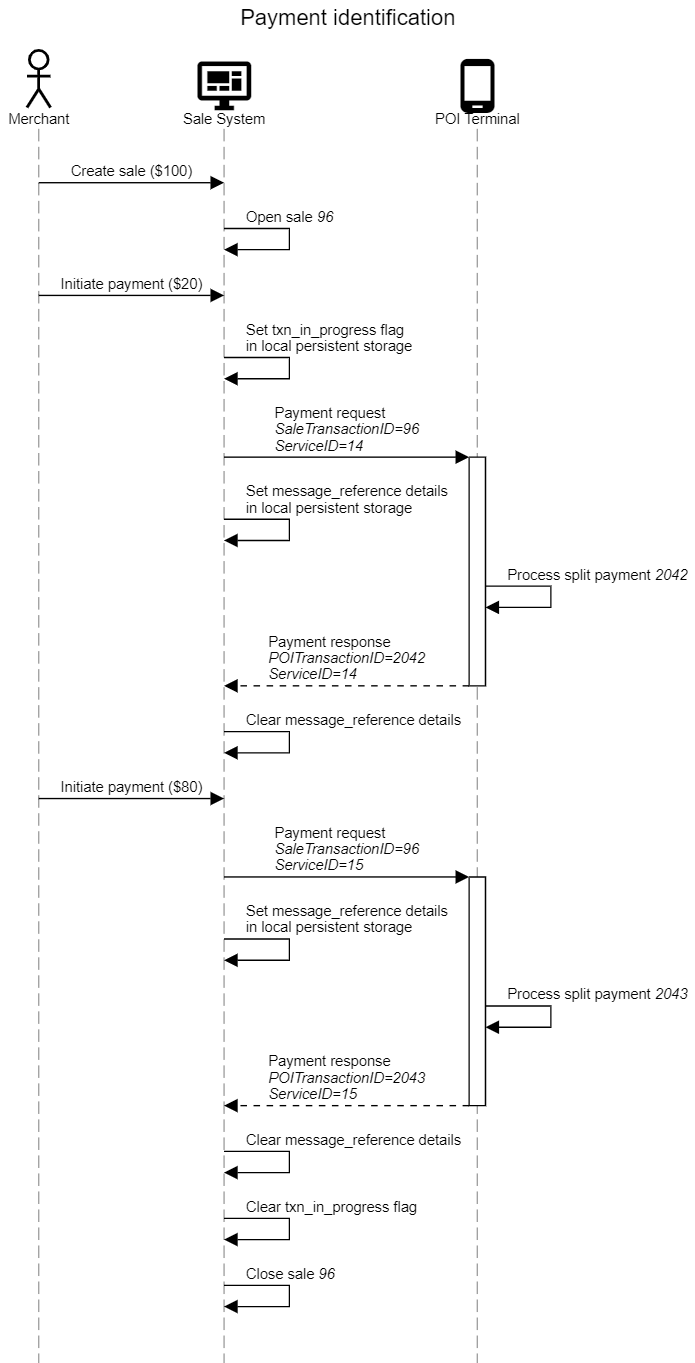 Payment identification
Merchant
Sale System
POI Terminal
Create sale ($100)
Open sale 96
Initiate payment ($20)
Set txn_in_progress flag
in local persistent storage
Payment request
SaleTransactionID=96
ServiceID=14
Set message_reference details
in local persistent storage
Process split payment 2042
Payment response
POITransactionID=2042
ServiceID=14
Clear message_reference details
Initiate payment ($80)
Payment request
SaleTransactionID=96
ServiceID=15
Set message_reference details
in local persistent storage
Process split payment 2043
Payment response
POITransactionID=2043
ServiceID=15
Clear message_reference details
Clear txn_in_progress flag
Close sale 96